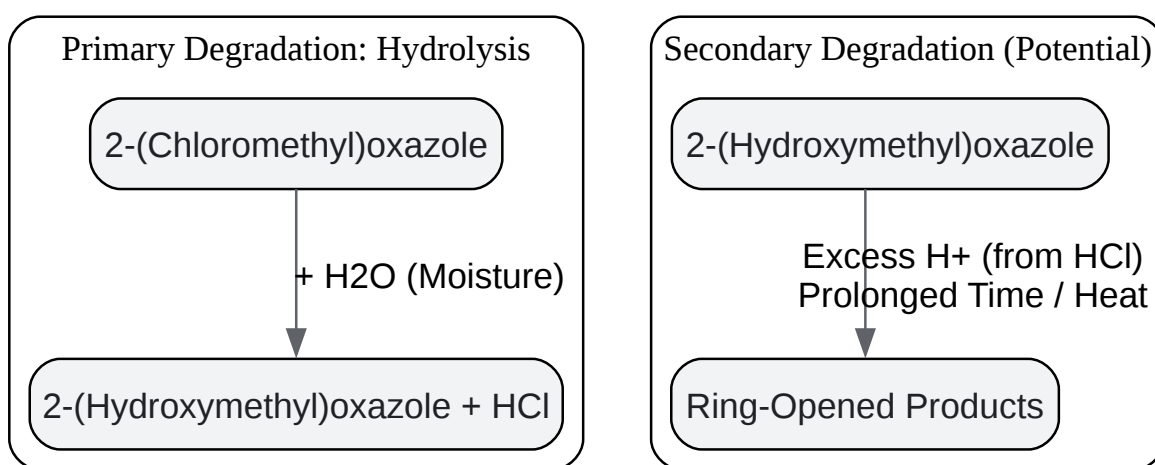 Primary Degradation: Hydrolysis
2-(Chloromethyl)oxazole
+ H2O (Moisture)
2-(Hydroxymethyl)oxazole + HCl
Secondary Degradation (Potential)
2-(Hydroxymethyl)oxazole
Excess H+ (from HCl)
Prolonged Time / Heat
Ring-Opened Products